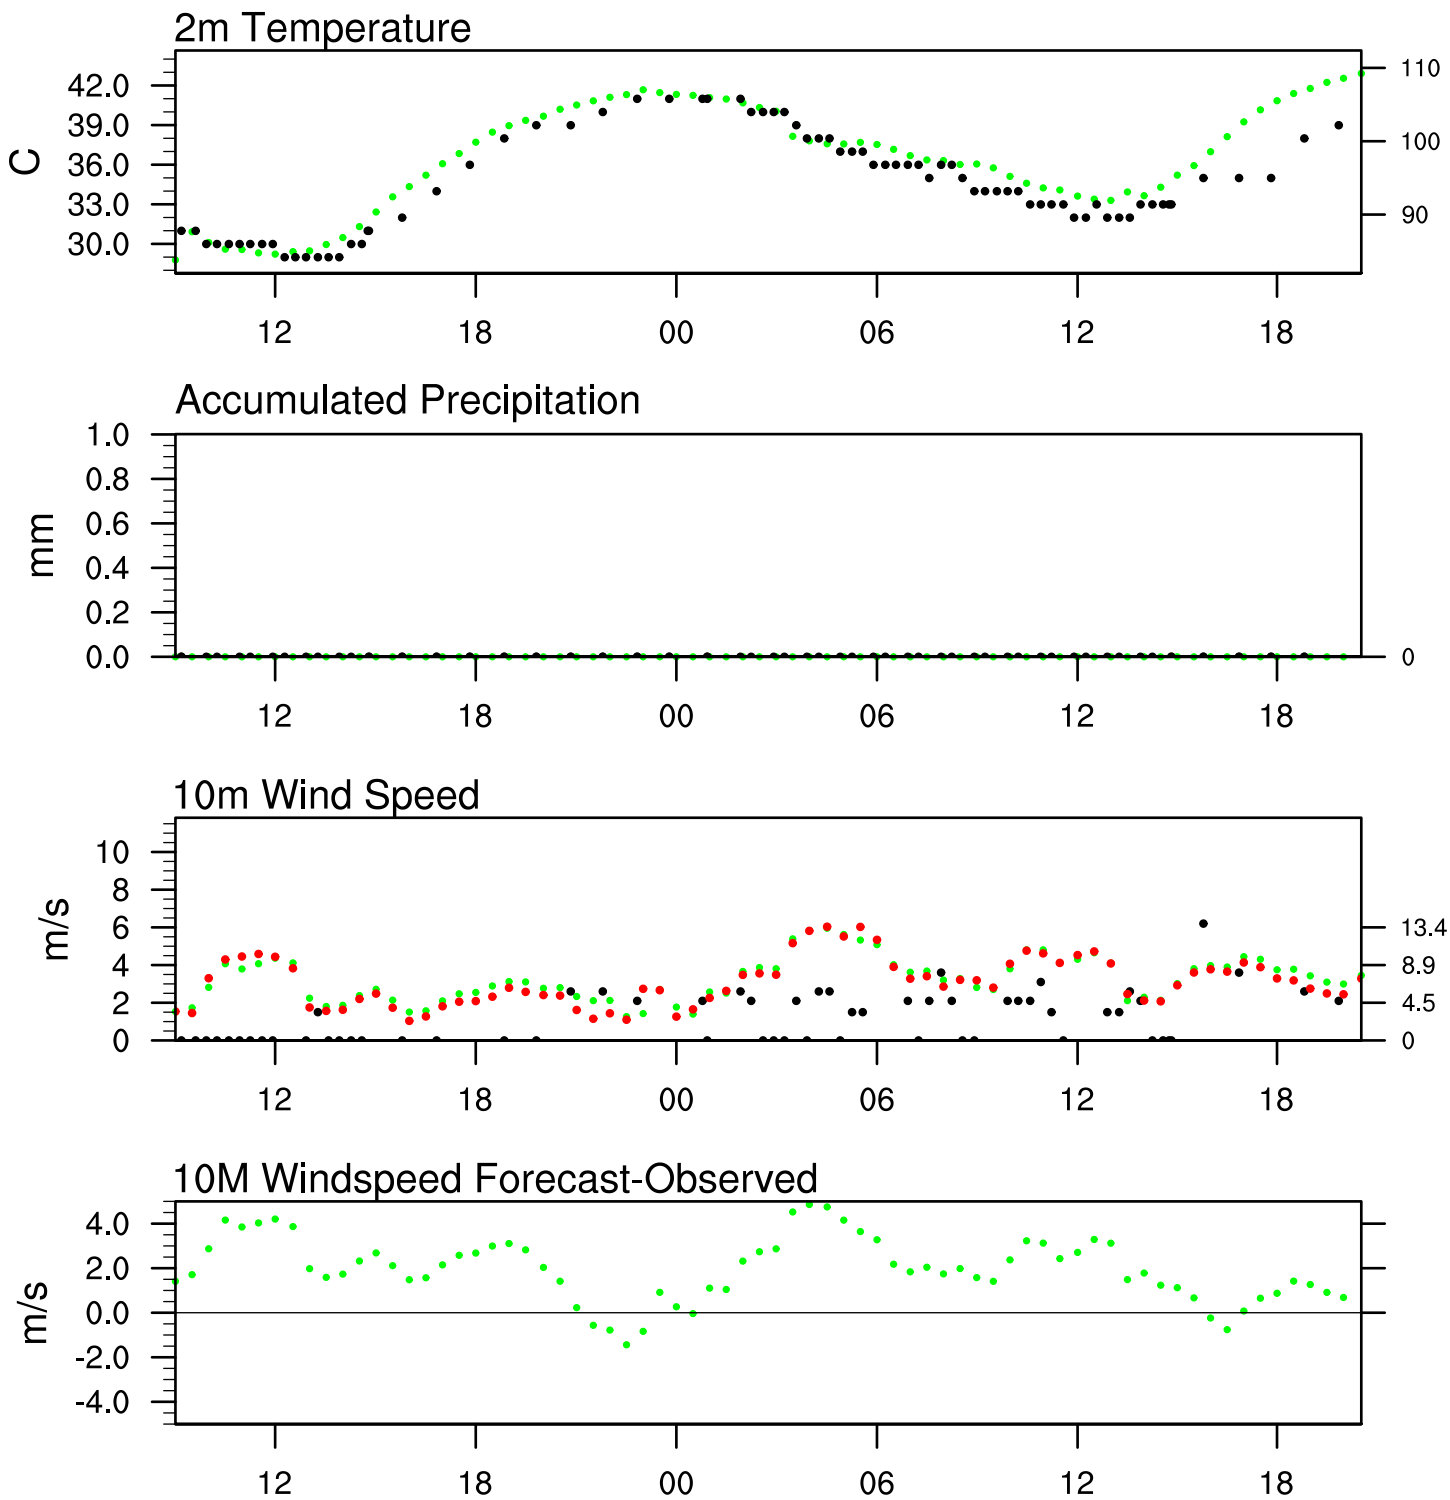 2m Temperature
42.0
39.0
36.0
33.0
30.0
C
110
100
90
12 18 00 06 12 18
Accumulated Precipitation
1.0
0.8
0.6
0.4
0.2
0.0
mm
0
12 18 00 06 12 18
10m Wind Speed
10
8
6
4
2
0
m/s
13.4
8.9
4.5
0
12 18 00 06 12 18
10M Windspeed Forecast-Observed
4.0
2.0
0.0
-2.0
-4.0
m/s
12 18 00 06 12 18